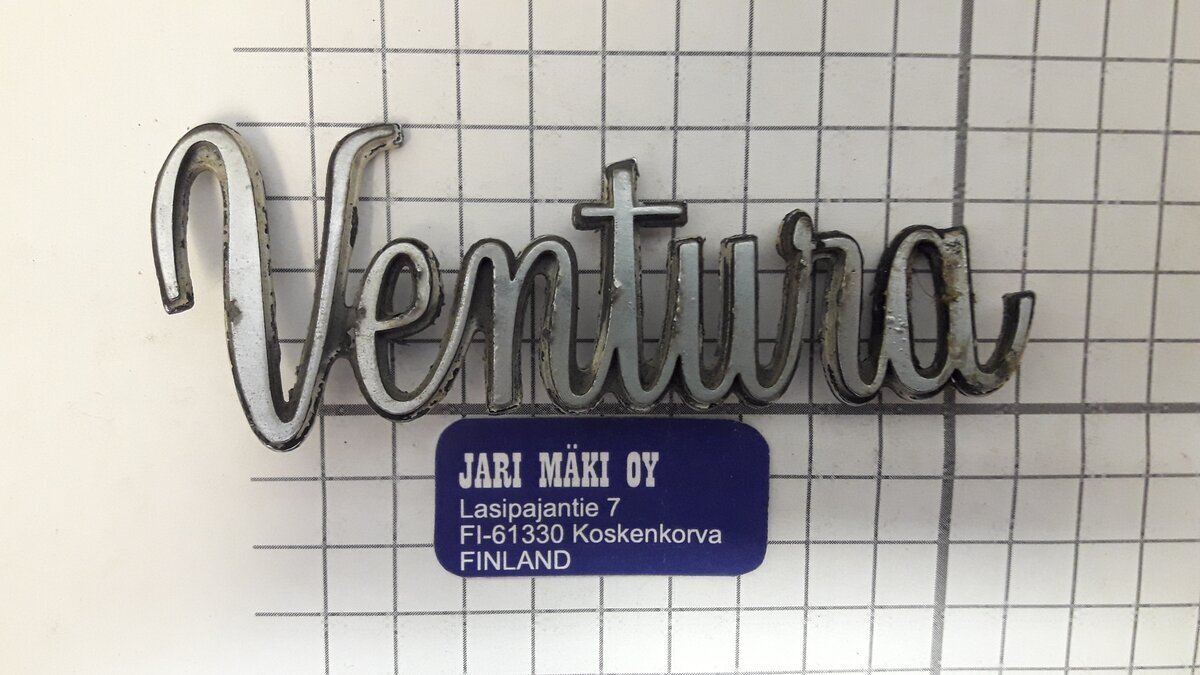 Ventura
JARI MÄKI OY
Lasipajantie 7
FI-61330 Koskenkorva
FINLAND